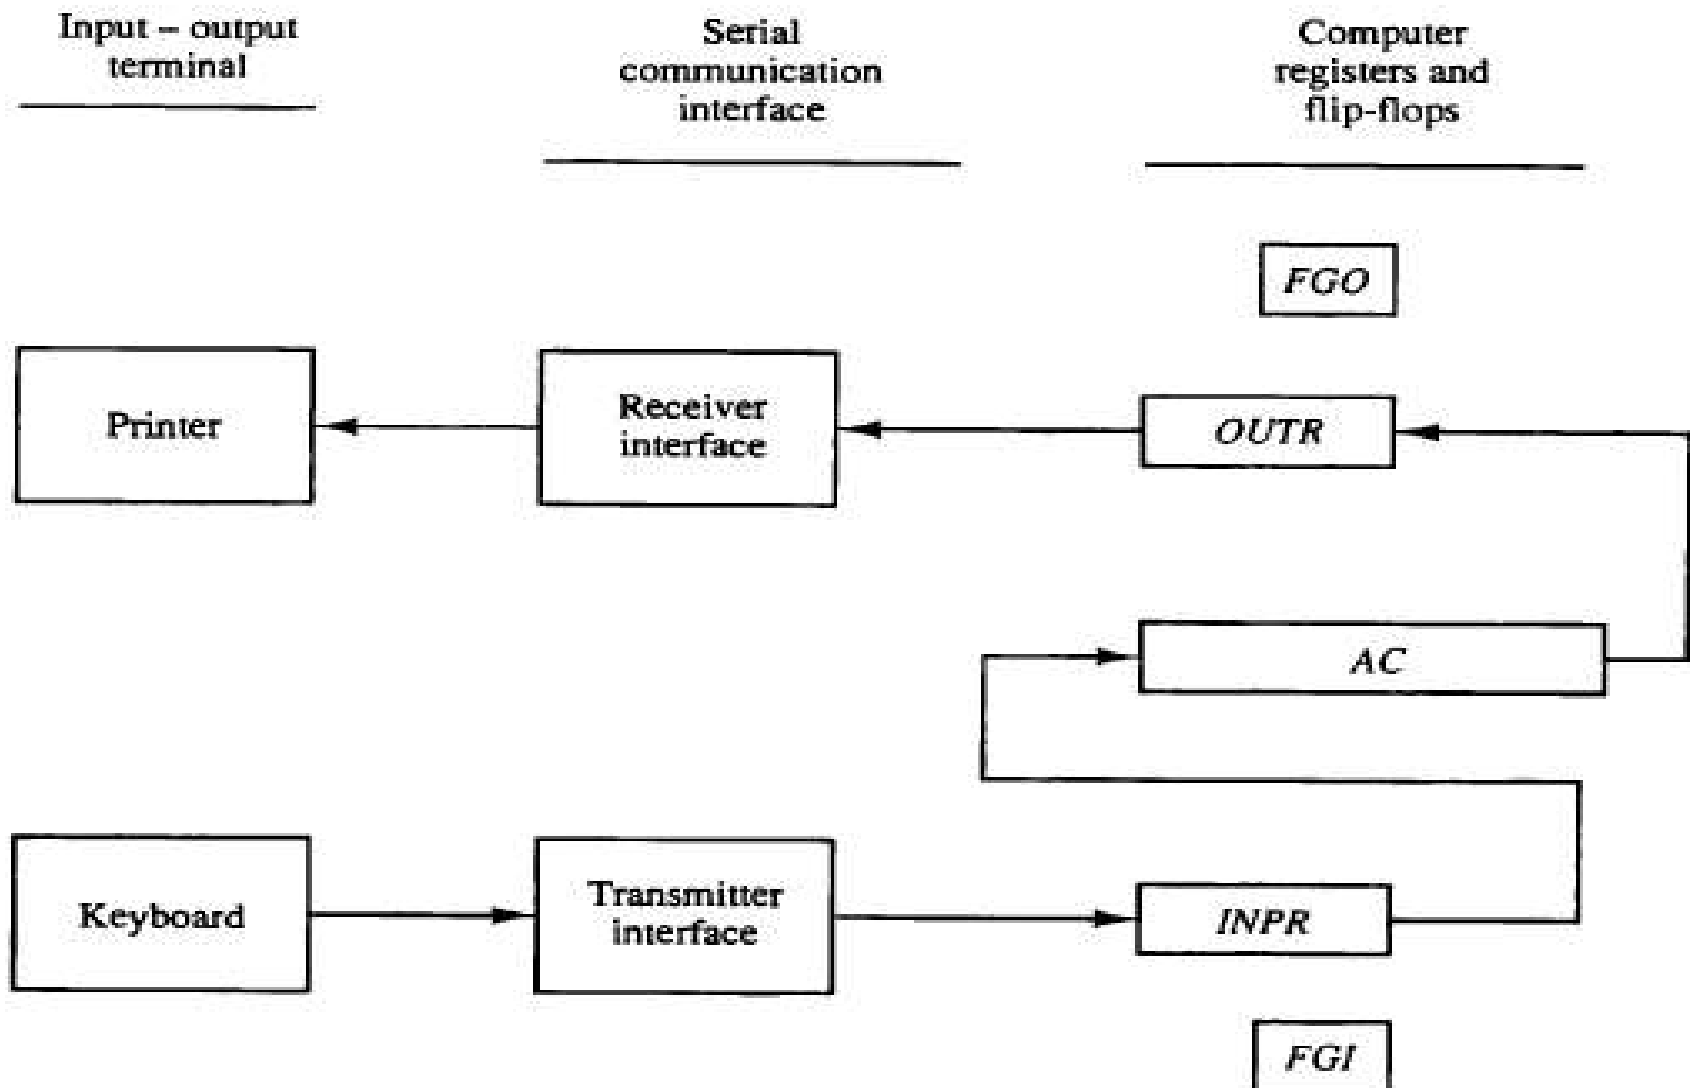 Input – output
terminal
Serial
communication
interface
Computer
registers and
flip-flops
FGO
Printer
Receiver
interface
OUTR
AC
Keyboard
Transmitter
interface
INPR
FGI